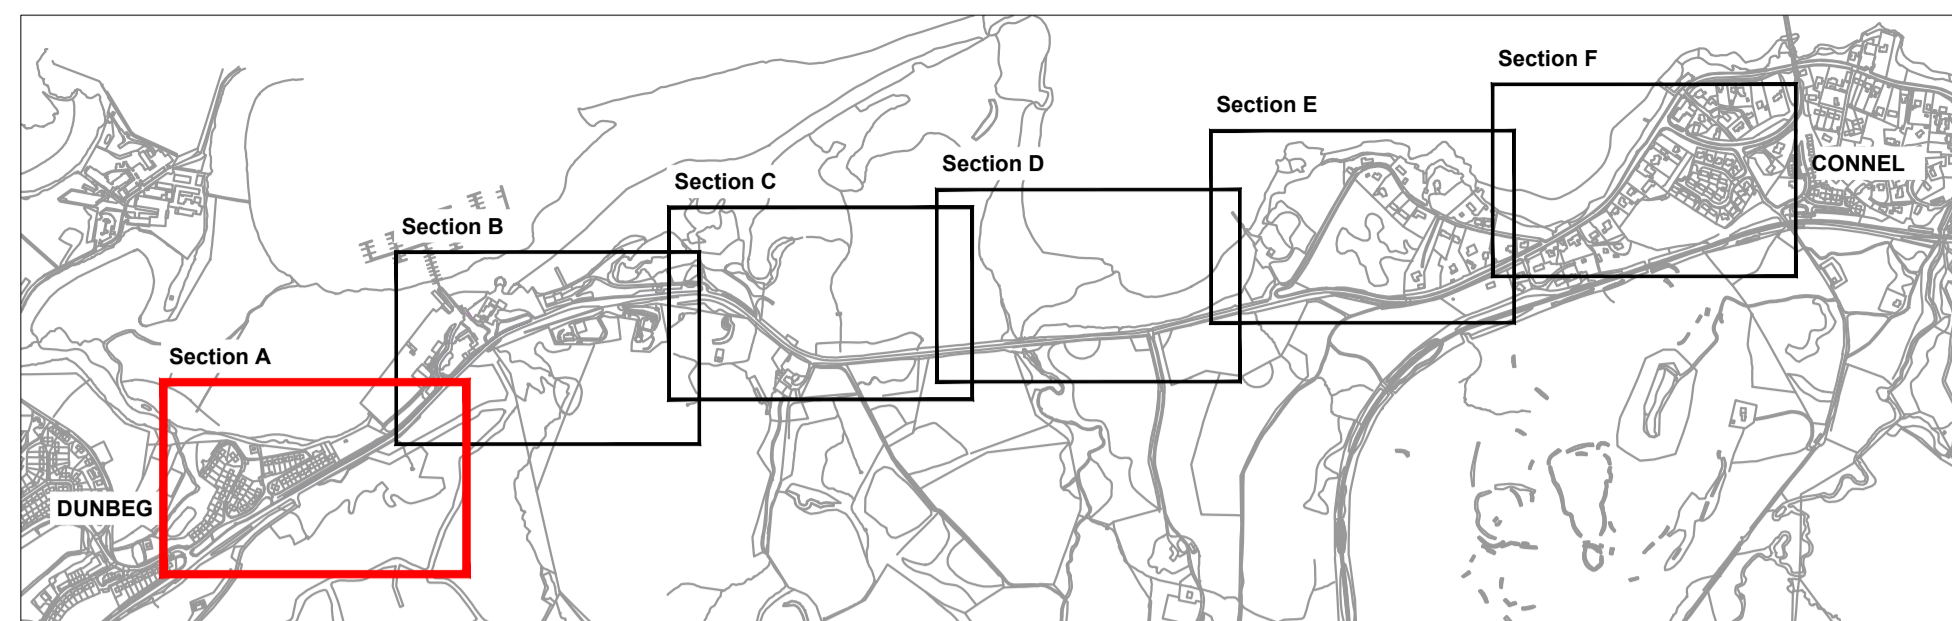 Section F
Section E
Section D
CONNEL
Section C
Section B
Section A
DUNBEG